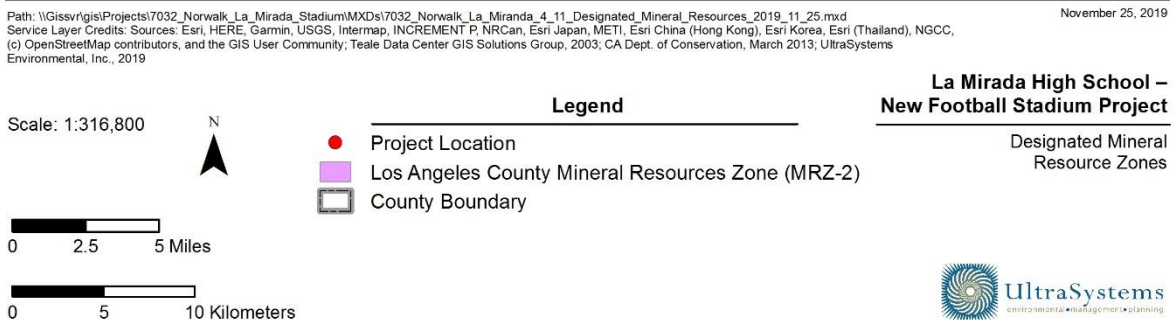 Path: \\Gissvr\gis\Projects\7032_Norwalk_La_Mirada_Stadium\MXDs\7032_Norwalk_La_Miranda_4_11_Designated_Mineral_Resources_2019_11_25.mxd
Service Layer Credits: Sources: Esri, HERE, Garmin, USGS, Intermap, INCREMENT P, NRCan, Esri Japan, METI, Esri China (Hong Kong), Esri Korea, Esri (Thailand), NGCC,
(c) OpenStreetMap contributors, and the GIS User Community; Teale Data Center GIS Solutions Group, 2003; CA Dept. of Conservation, March 2013; UltraSystems
Environmental, Inc., 2019
November 25, 2019
Scale: 1:316,800
N
0 2.5 5 Miles
0 5 10 Kilometers
Legend
Project Location
Los Angeles County Mineral Resources Zone (MRZ-2)
County Boundary
La Mirada High School –
New Football Stadium Project
Designated Mineral
Resource Zones
UltraSystems
environmental•management•planning